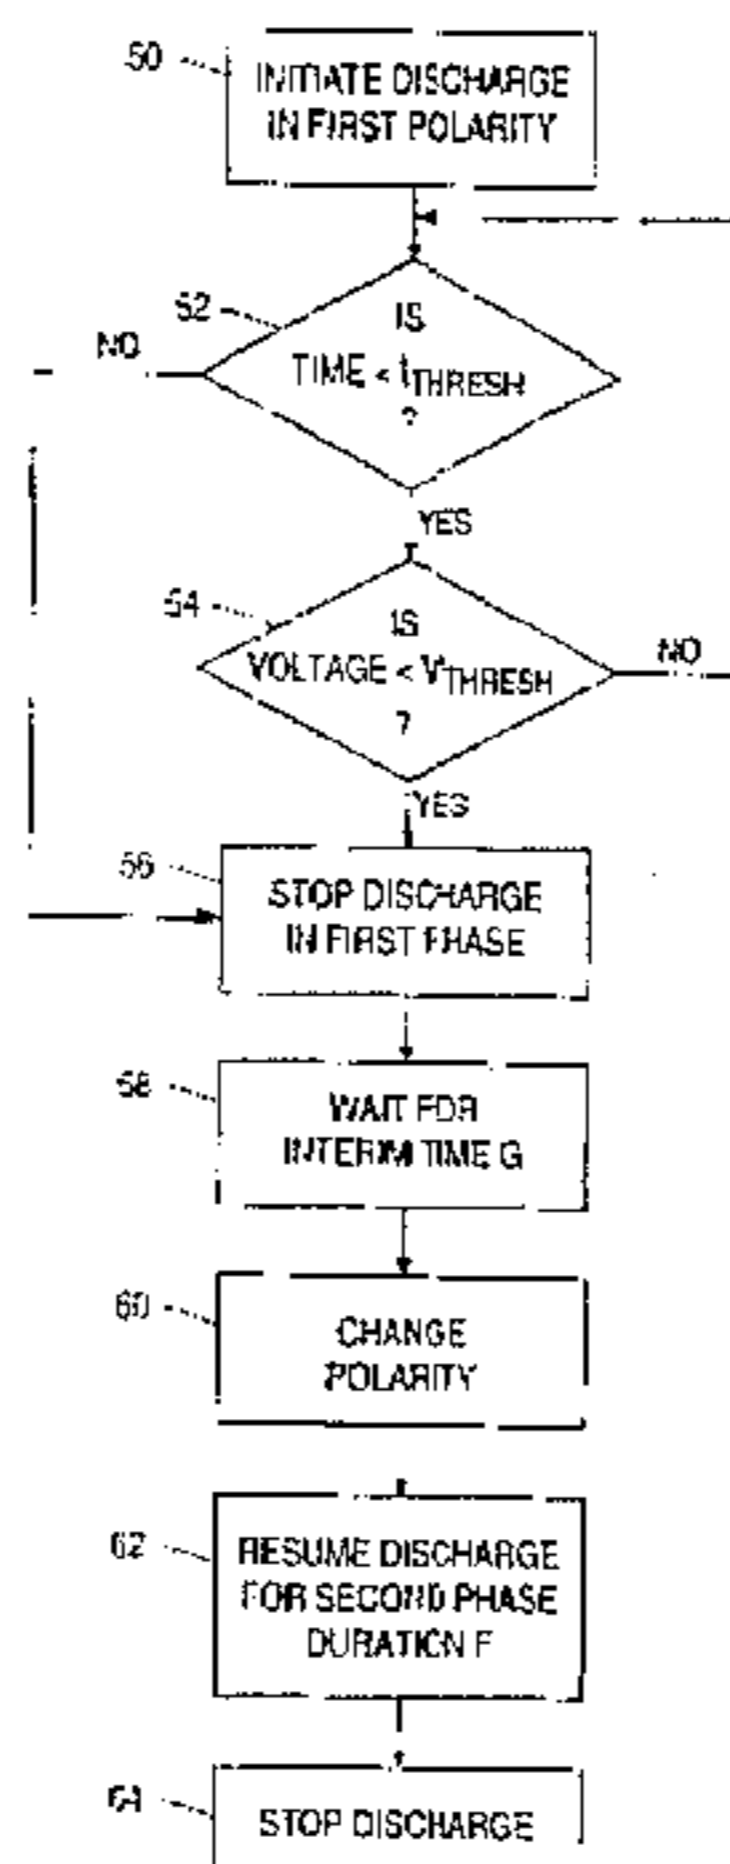 50
INITIATE DISCHARGE
IN FIRST POLARITY
52
NO
IS
TIME < tTHRESH
?
YES
54
IS
VOLTAGE < VTHRESH
?
NO
YES
56
STOP DISCHARGE
IN FIRST PHASE
58
WAIT FOR
INTERIM TIME G
60
CHANGE
POLARITY
62
RESUME DISCHARGE
FOR SECOND PHASE
DURATION F
64
STOP DISCHARGE